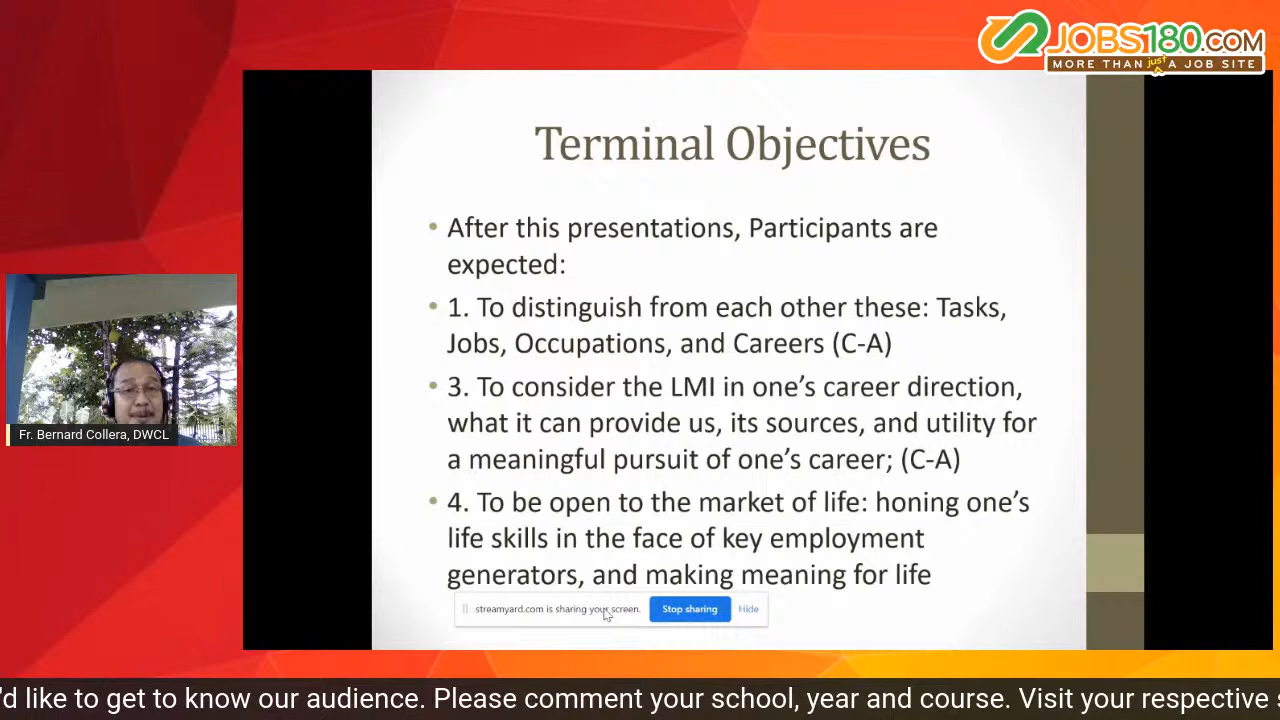 JOBS180.COM
MORE THAN just A JOB SITE
Terminal Objectives
• After this presentations, Participants are
expected:
• 1. To distinguish from each other these: Tasks,
Jobs, Occupations, and Careers (C-A)
• 3. To consider the LMI in one’s career direction,
what it can provide us, its sources, and utility for
a meaningful pursuit of one’s career; (C-A)
• 4. To be open to the market of life: honing one’s
life skills in the face of key employment
generators, and making meaning for life
Fr. Bernard Collera, DWCL
streamyard.com is sharing your screen. Stop sharing Hide
'd like to get to know our audience. Please comment your school, year and course. Visit your respective s